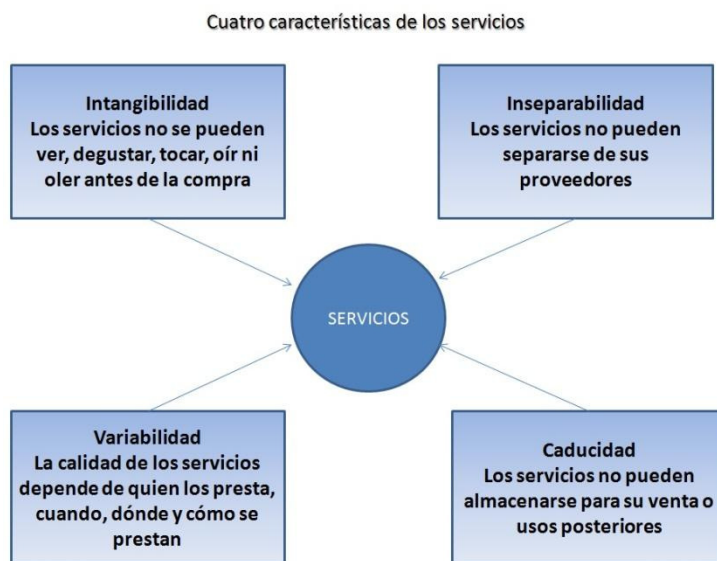 Cuatro características de los servicios
Intangibilidad
Los servicios no se pueden
ver, degustar, tocar, oír ni
oler antes de la compra
Inseparabilidad
Los servicios no pueden
separarse de sus
proveedores
SERVICIOS
Variabilidad
La calidad de los servicios
depende de quien los presta,
cuando, dónde y cómo se
prestan
Caducidad
Los servicios no pueden
almacenarse para su venta o
usos posteriores